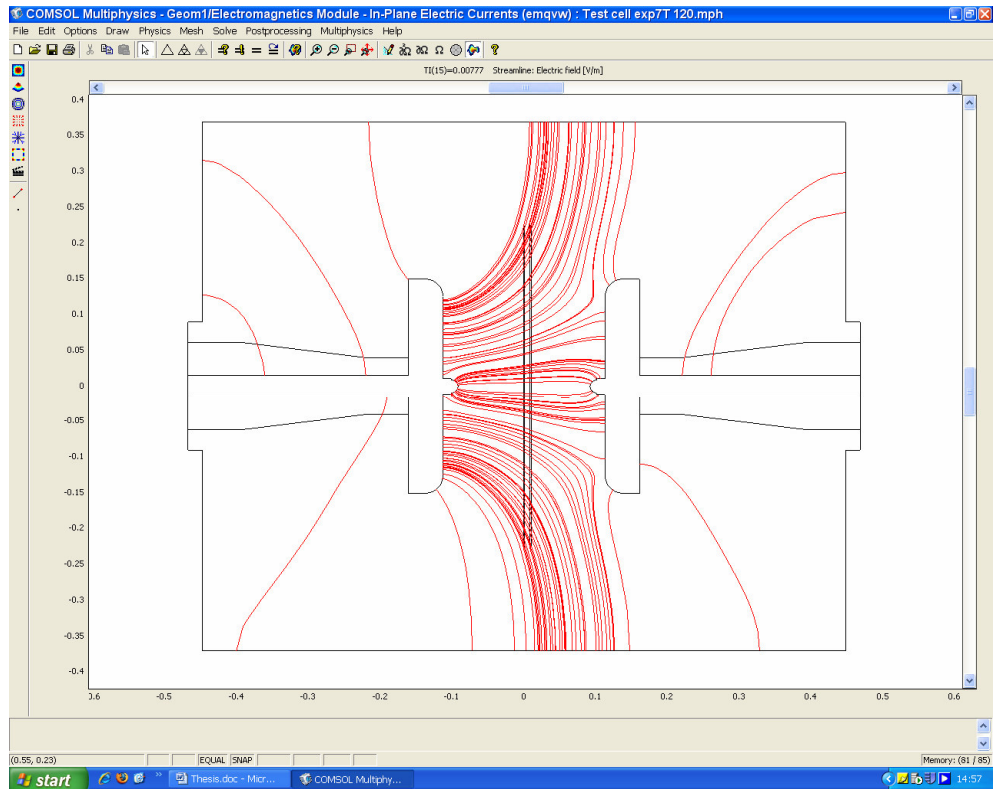 COMSOL Multiphysics - Geom1/Electromagnetics Module - In-Plane Electric Currents (emqvw) : Test cell exp7T 120.mph
File Edit Options Draw Physics Mesh Solve Postprocessing Multiphysics Help
TI(15)=0.00777 Streamline: Electric field [V/m]
0.4
0.35
0.3
0.25
0.2
0.15
0.1
0.05
0
-0.05
-0.1
-0.15
-0.2
-0.25
-0.3
-0.35
-0.4
-0.5 -0.4 -0.3 -0.2 -0.1 0 0.1 0.2 0.3 0.4 0.5 0.6
(0.55, 0.23) EQUAL SNAP Memory: (81 / 85)
start Thesis.doc - Micr... COMSOL Multiphy... 14:57